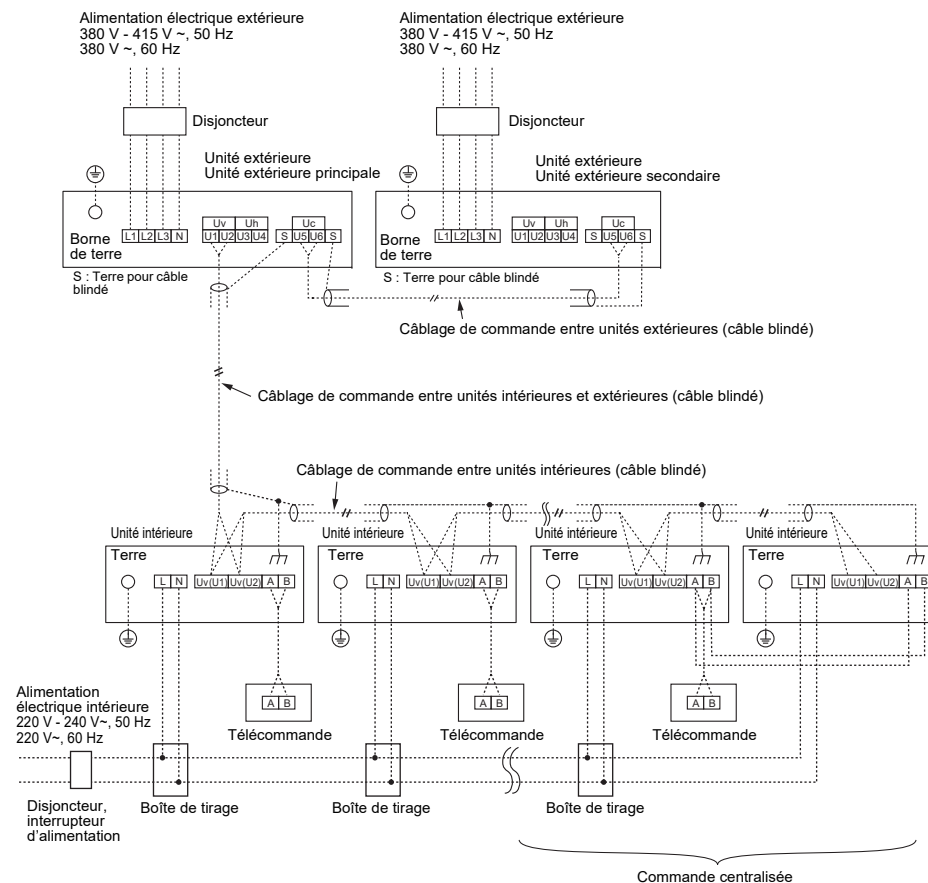 Alimentation électrique extérieure
380 V - 415 V ~, 50 Hz
380 V ~, 60 Hz
Alimentation électrique extérieure
380 V - 415 V ~, 50 Hz
380 V ~, 60 Hz
Disjoncteur
Disjoncteur
Unité extérieure
Unité extérieure principale
Unité extérieure
Unité extérieure secondaire
Uv Uh Uc
L1 L2 L3 N U1 U2 U3 U4 S U5 U6 S
Borne
de terre
Uv Uh Uc
L1 L2 L3 N U1 U2 U3 U4 S U5 U6 S
Borne
de terre
S : Terre pour câble
blindé
S : Terre pour câble blindé
Câblage de commande entre unités extérieures (câble blindé)
Câblage de commande entre unités intérieures et extérieures (câble blindé)
Câblage de commande entre unités intérieures (câble blindé)
Unité intérieure
Unité intérieure
Unité intérieure
Unité intérieure
Terre
Terre
Terre
Terre
L N Uv(U1) Uv(U2) A B
L N Uv(U1) Uv(U2) A B
L N Uv(U1) Uv(U2) A B
L N Uv(U1) Uv(U2) A B
A B
A B
A B
Télécommande
Télécommande
Télécommande
Alimentation
électrique intérieure
220 V - 240 V~, 50 Hz
220 V~, 60 Hz
Disjoncteur,
interrupteur
d'alimentation
Boîte de tirage
Boîte de tirage
Boîte de tirage
Commande centralisée